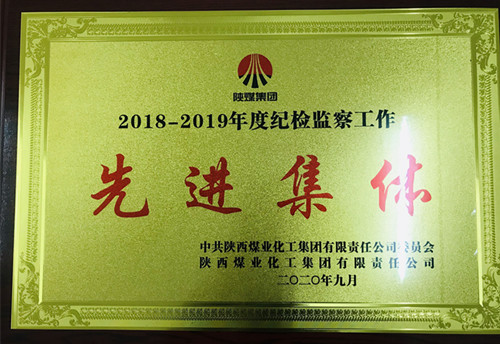 陕煤集团
2018-2019年度纪检监察工作
先进集体
中共陕西煤业化工集团有限责任公司委员会
陕西煤业化工集团有限责任公司
二〇二〇年九月